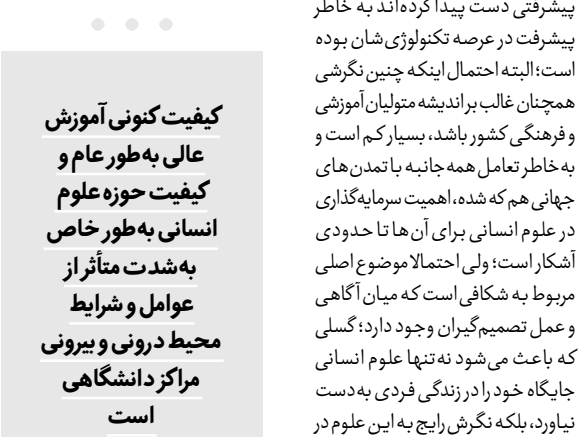 پیشرفتی دست پیدا کرده‌اند به خاطر
پیشرفت در عرصه تکنولوژی‌شان بوده
است؛ البته احتمال اینکه چنین نگرشی
همچنان غالب بر اندیشه متولیان آموزشی
و فرهنگی کشور باشد، بسیار کم است و
به خاطر تعامل همه جانبه با تمدن‌های
جهانی هم که شده، اهمیت سرمایه‌گذاری
در علوم انسانی برای آن‌ها تا حدودی
آشکار است؛ ولی احتمالا موضوع اصلی
مربوط به شکافی است که میان آگاهی
و عمل تصمیم‌گیران وجود دارد؛ گسلی
که باعث می‌شود نه‌تنها علوم انسانی
جایگاه خود را در زندگی فردی به‌دست
نیاورد، بلکه نگرش رایج به این علوم در
کیفیت کنونی آموزش
عالی به‌طور عام و
کیفیت حوزه علوم
انسانی به‌طور خاص
به‌شدت متأثر از
عوامل و شرایط
محیط درونی و بیرونی
مراکز دانشگاهی
است